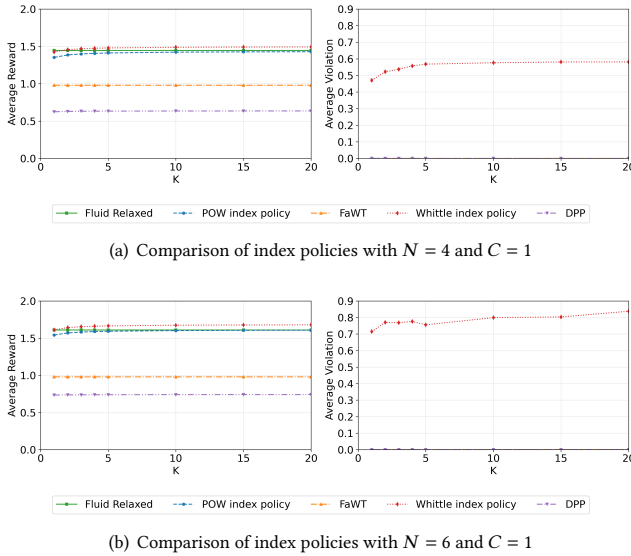 2.0
1.5
1.0
0.5
0.0
Average Reward
0 5 10 15 20
K
0.9
0.8
0.7
0.6
0.5
0.4
0.3
0.2
0.1
0.0
Average Violation
0 5 10 15 20
K
Fluid Relaxed POW index policy FaWT Whittle index policy DPP
(a) Comparison of index policies with N = 4 and C = 1
2.0
1.5
1.0
0.5
0.0
Average Reward
0 5 10 15 20
K
0.9
0.8
0.7
0.6
0.5
0.4
0.3
0.2
0.1
0.0
Average Violation
0 5 10 15 20
K
Fluid Relaxed POW index policy FaWT Whittle index policy DPP
(b) Comparison of index policies with N = 6 and C = 1